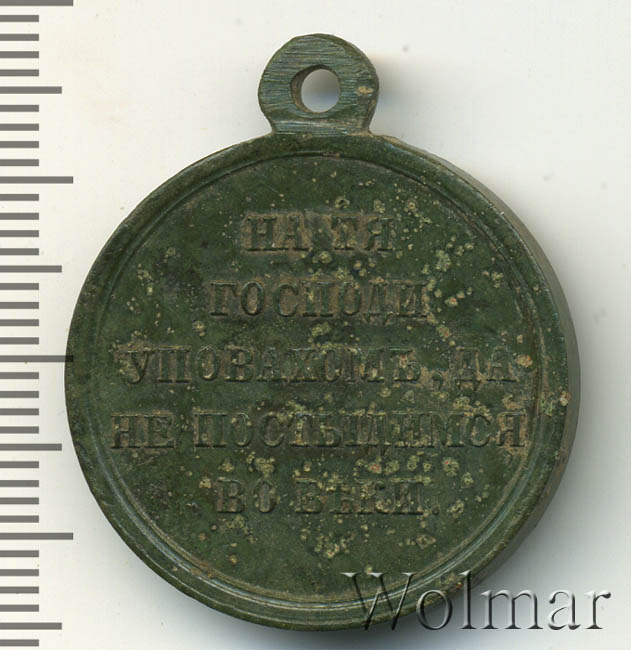 НА ТЯ
ГОСПОДИ
УПОВАХОМЪ, ДА
НЕ ПОСТЫДИМСЯ
ВО ВѢКИ.
Wolmar